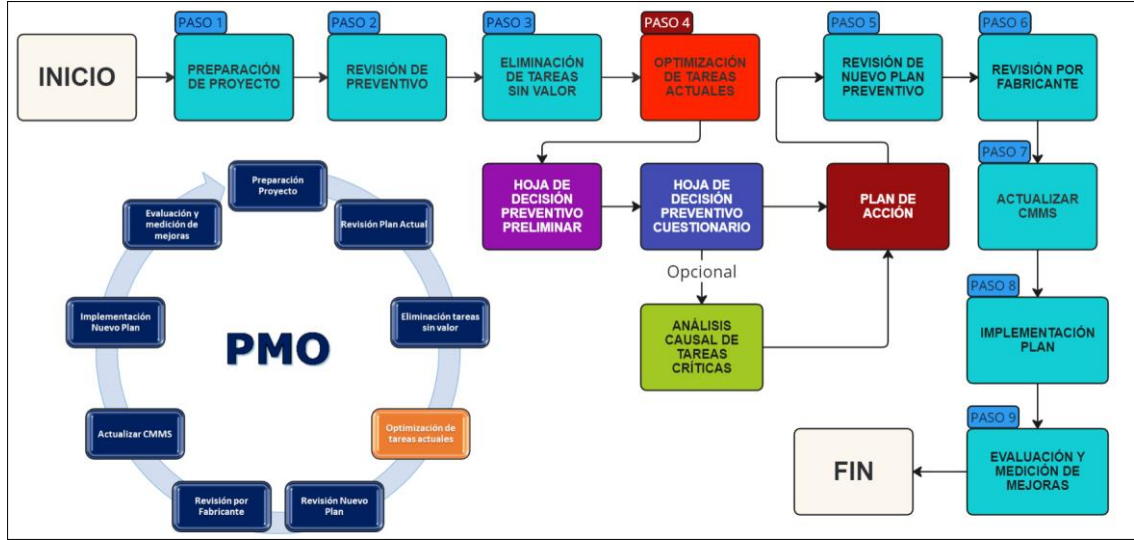 PASO 1
PASO 2
PASO 3
PASO 4
PASO 5
PASO 6
INICIO
PREPARACIÓN
DE PROYECTO
REVISIÓN DE
PREVENTIVO
ELIMINACIÓN
DE TAREAS
SIN VALOR
OPTIMIZACIÓN
DE TAREAS
ACTUALES
REVISIÓN DE
NUEVO PLAN
PREVENTIVO
REVISIÓN POR
FABRICANTE
HOJA DE
DECISIÓN
PREVENTIVO
PRELIMINAR
HOJA DE
DECISIÓN
PREVENTIVO
CUESTIONARIO
PLAN DE
ACCIÓN
PASO 7
ACTUALIZAR
CMMS
Opcional
ANÁLISIS
CAUSAL DE
TAREAS
CRÍTICAS
PASO 8
IMPLEMENTACIÓN
PLAN
PASO 9
EVALUACIÓN Y
MEDICIÓN DE
MEJORAS
FIN
Preparación
Proyecto
Revisión Plan Actual
Eliminación tareas
sin valor
Optimización de
tareas actuales
Revisión Nuevo
Plan
Revisión por
Fabricante
Actualizar CMMS
Implementación
Nuevo Plan
Evaluación y
medición de
mejoras
PMO